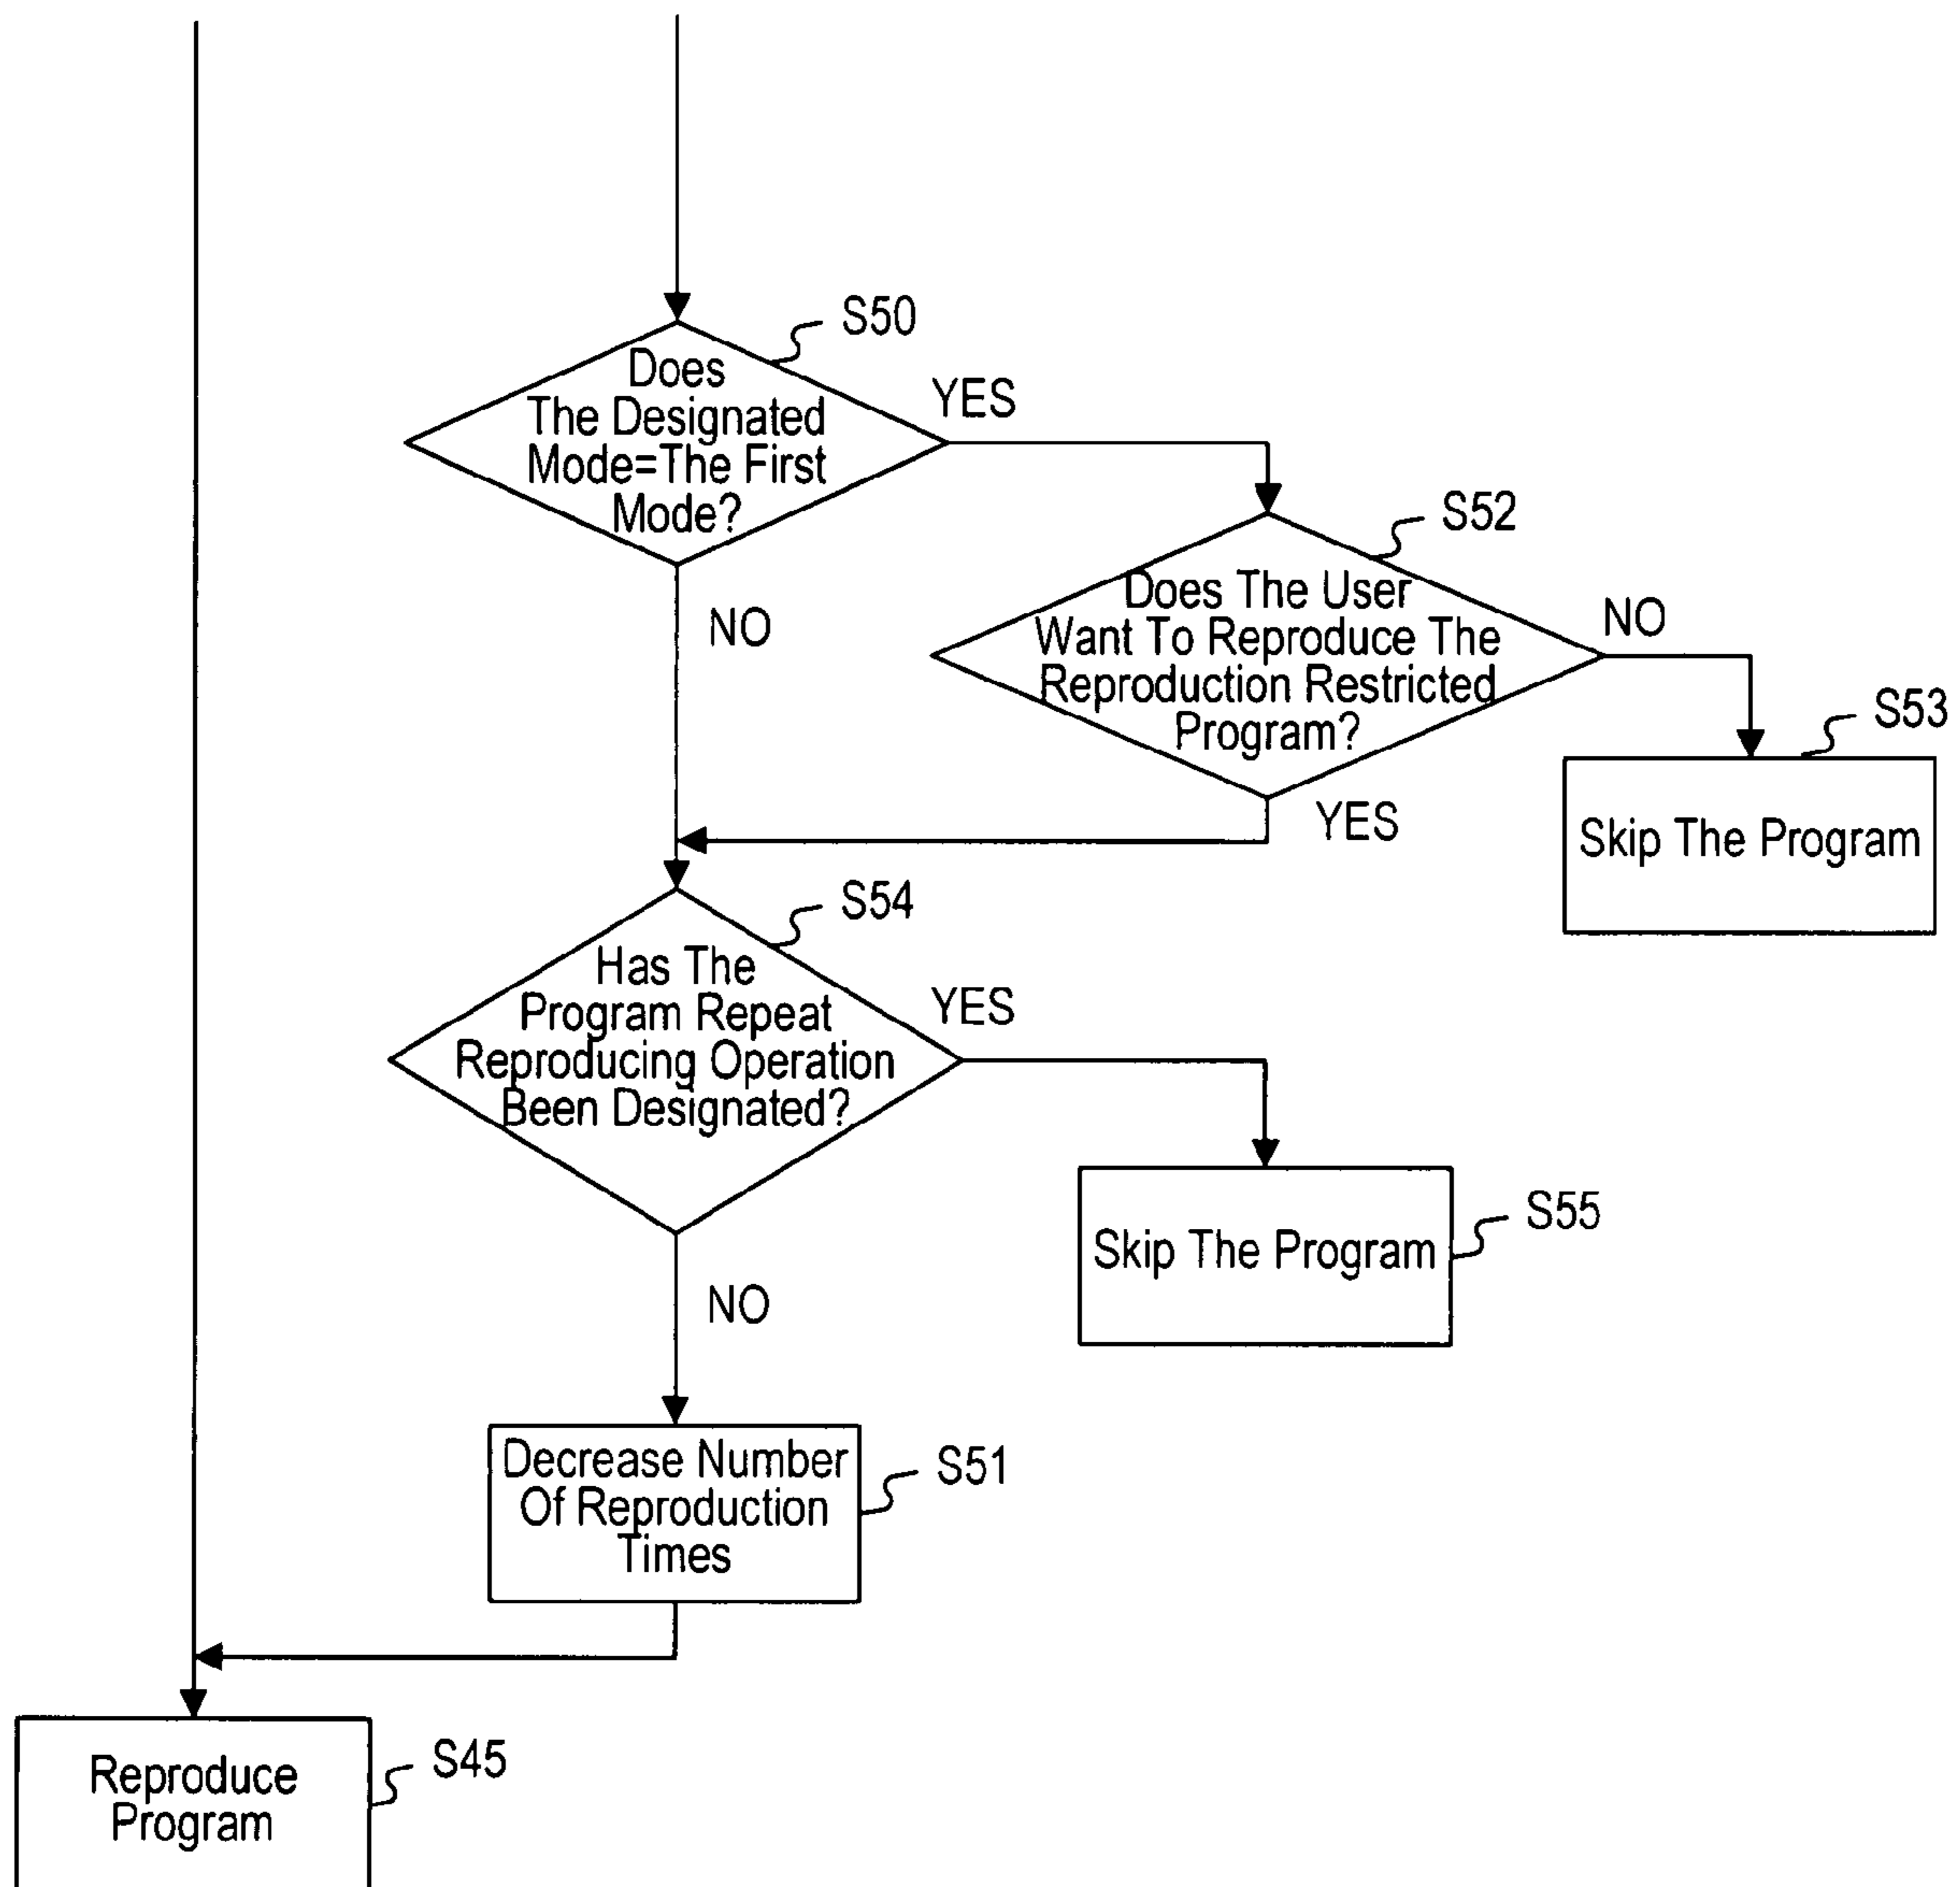 S50
Does
The Designated
Mode=The First
Mode?
YES
NO
S52
Does The User
Want To Reproduce The
Reproduction Restricted
Program?
NO
YES
S53
Skip The Program
S54
Has The
Program Repeat
Reproducing Operation
Been Designated?
YES
NO
S55
Skip The Program
Decrease Number
Of Reproduction
Times
S51
Reproduce
Program
S45